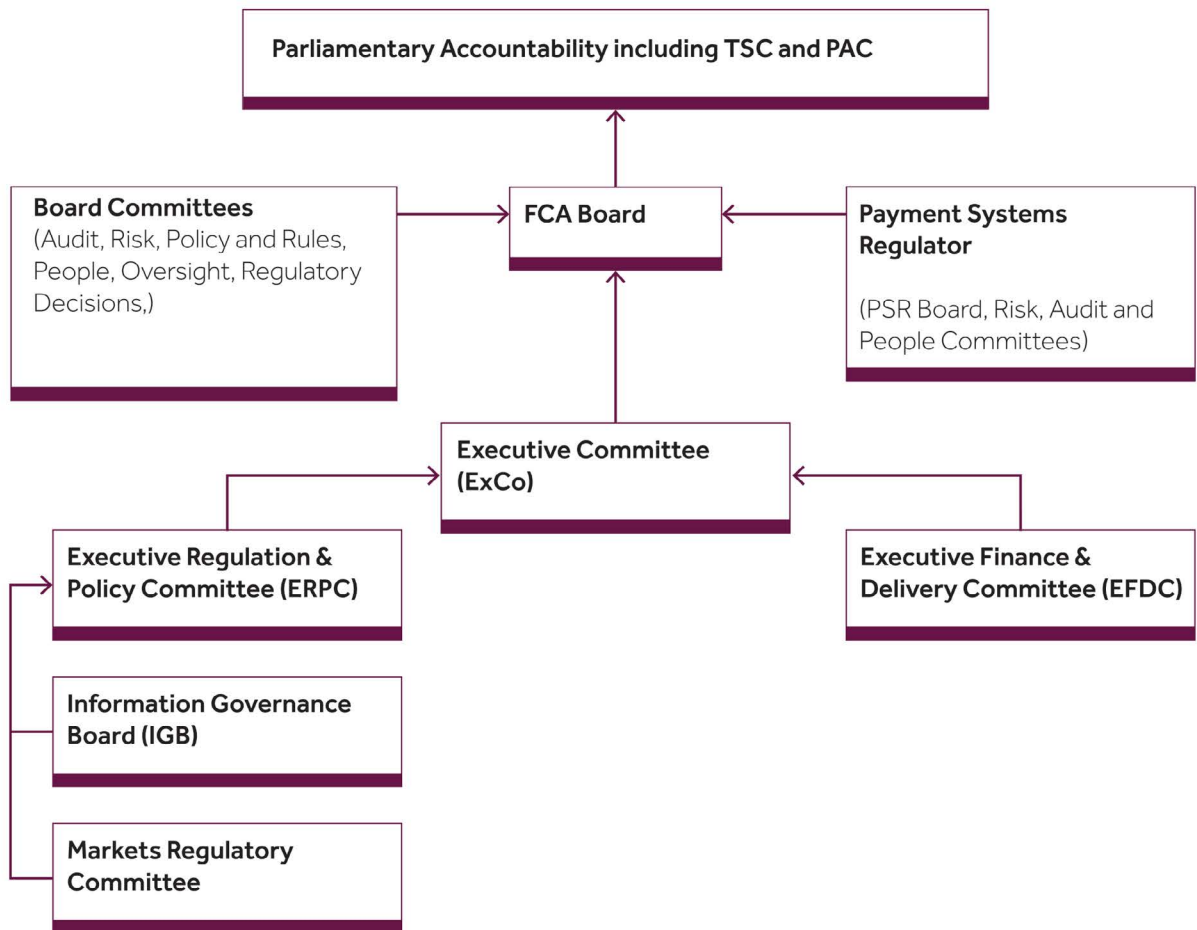 Parliamentary Accountability including TSC and PAC
Board Committees
(Audit, Risk, Policy and Rules,
People, Oversight, Regulatory
Decisions,)
FCA Board
Payment Systems
Regulator
(PSR Board, Risk, Audit and
People Committees)
Executive Committee
(ExCo)
Executive Regulation &
Policy Committee (ERPC)
Executive Finance &
Delivery Committee (EFDC)
Information Governance
Board (IGB)
Markets Regulatory
Committee